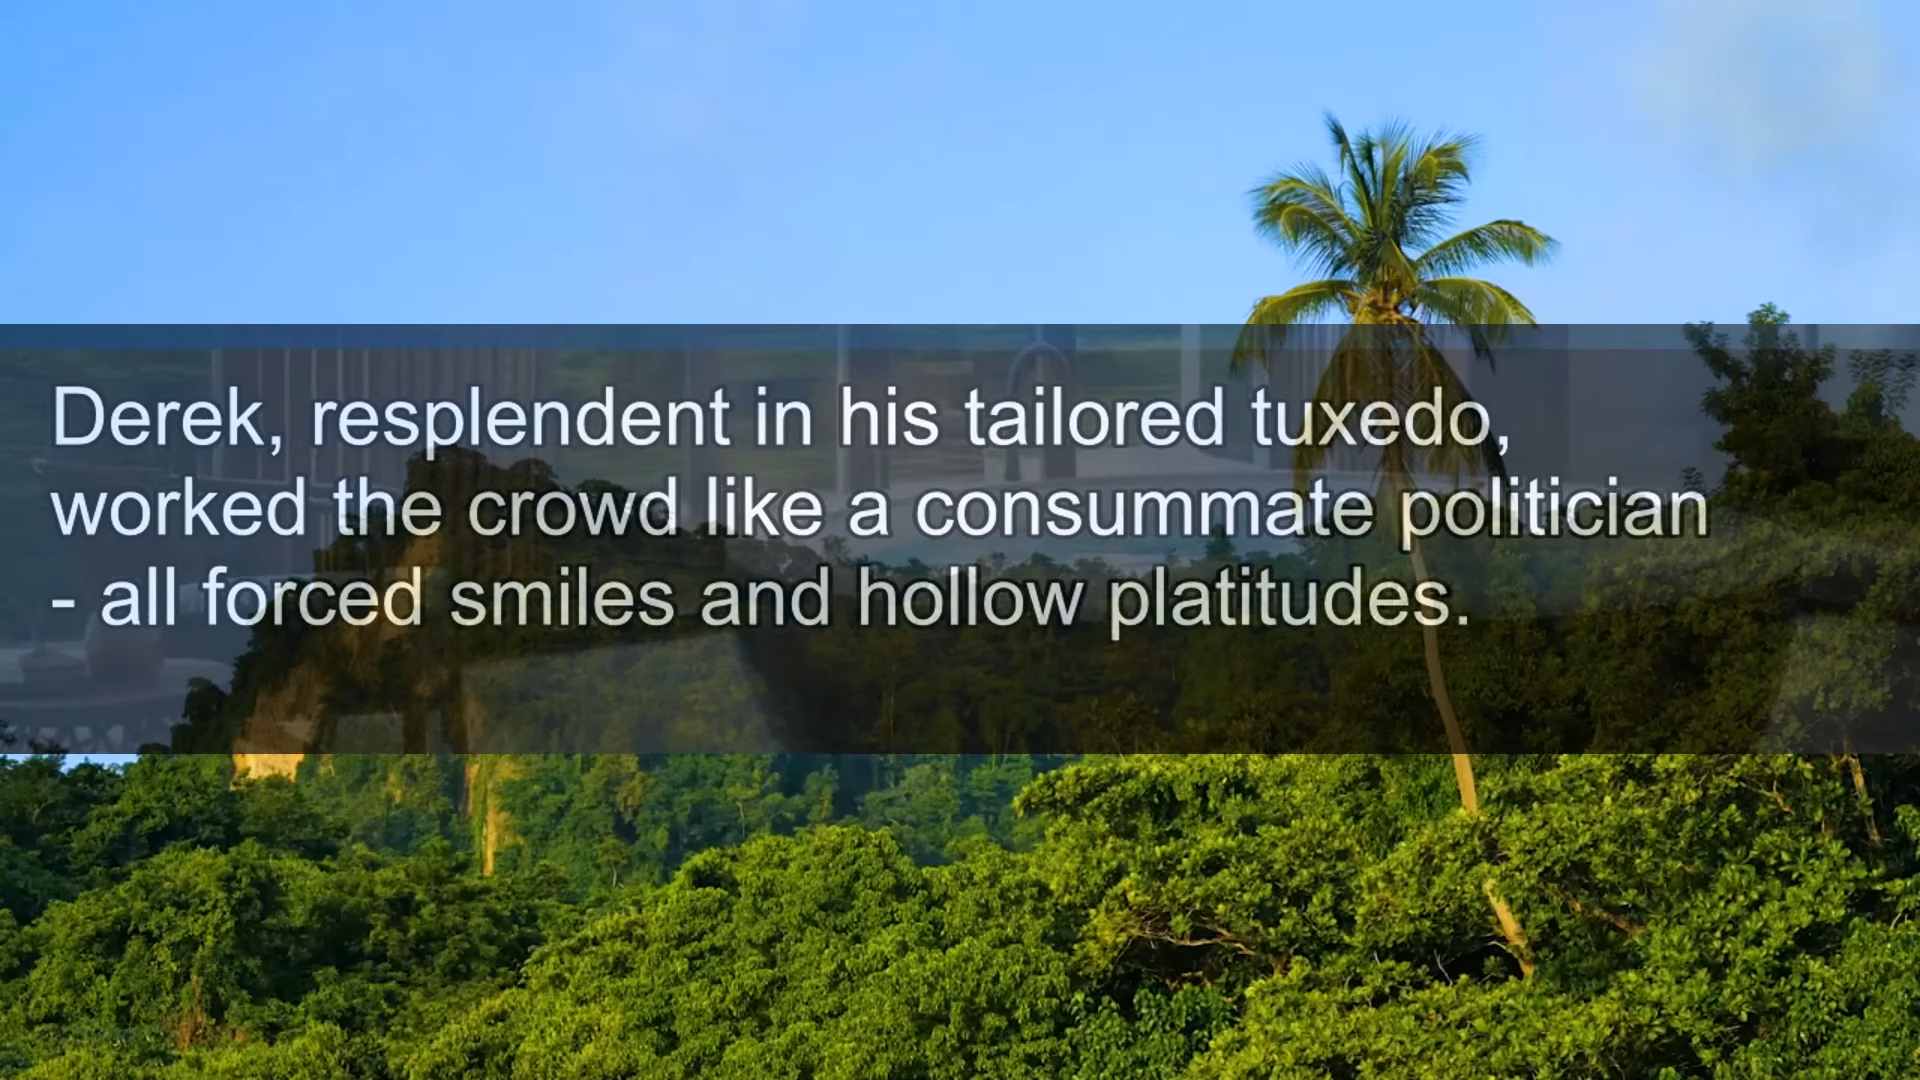 Derek, resplendent in his tailored tuxedo,
worked the crowd like a consummate politician
- all forced smiles and hollow platitudes.